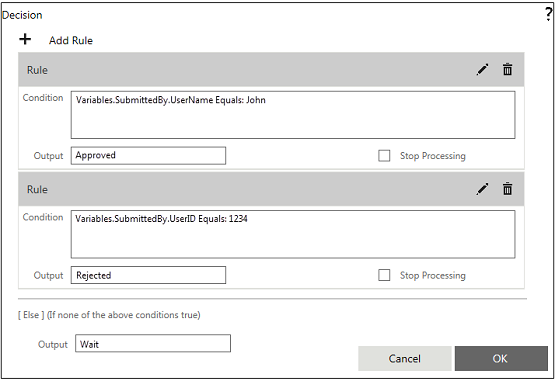 Decision
?
+ Add Rule
Rule
Condition Variables.SubmittedBy.UserName Equals: John
Output Approved Stop Processing
Rule
Condition Variables.SubmittedBy.UserID Equals: 1234
Output Rejected Stop Processing
[ Else ] (If none of the above conditions true)
Output Wait
Cancel OK